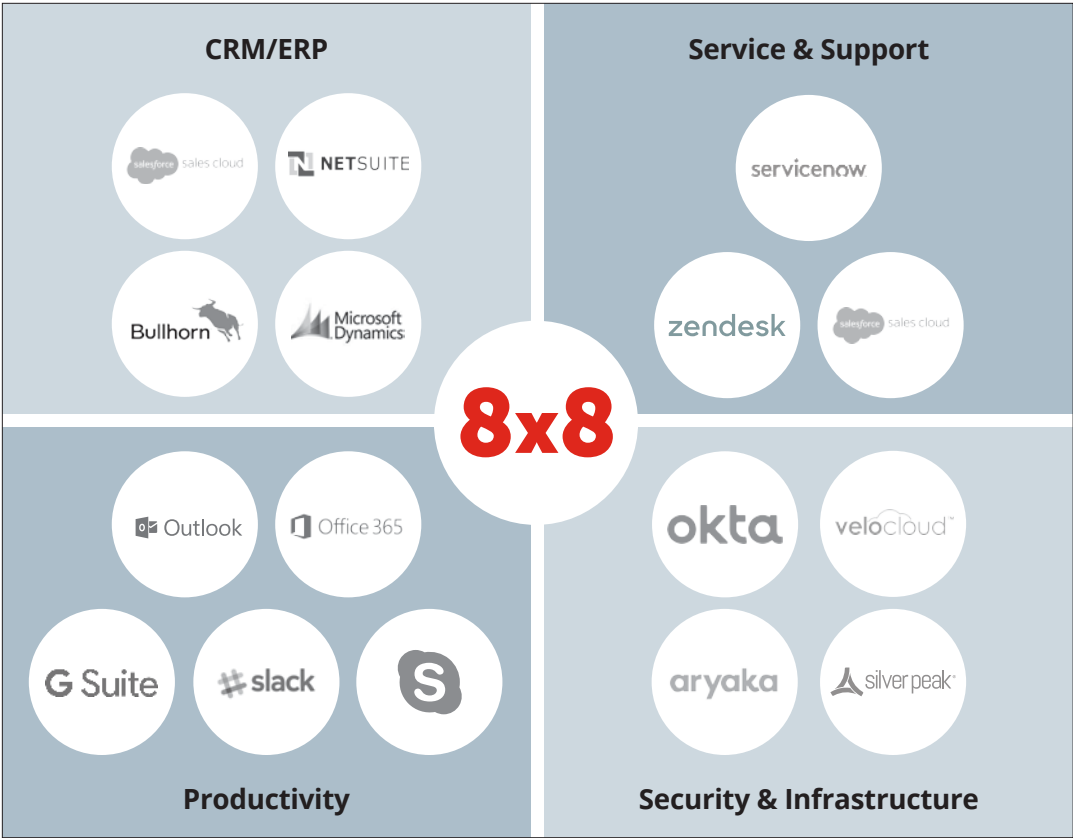 CRM/ERP
salesforce sales cloud
N NETSUITE
Bullhorn
Microsoft
Dynamics
Service & Support
servicenow
zendesk
salesforce sales cloud
8x8
Outlook
Office 365
G Suite
slack
S
Productivity
okta
velocloud™
aryaka
silver peak®
Security & Infrastructure